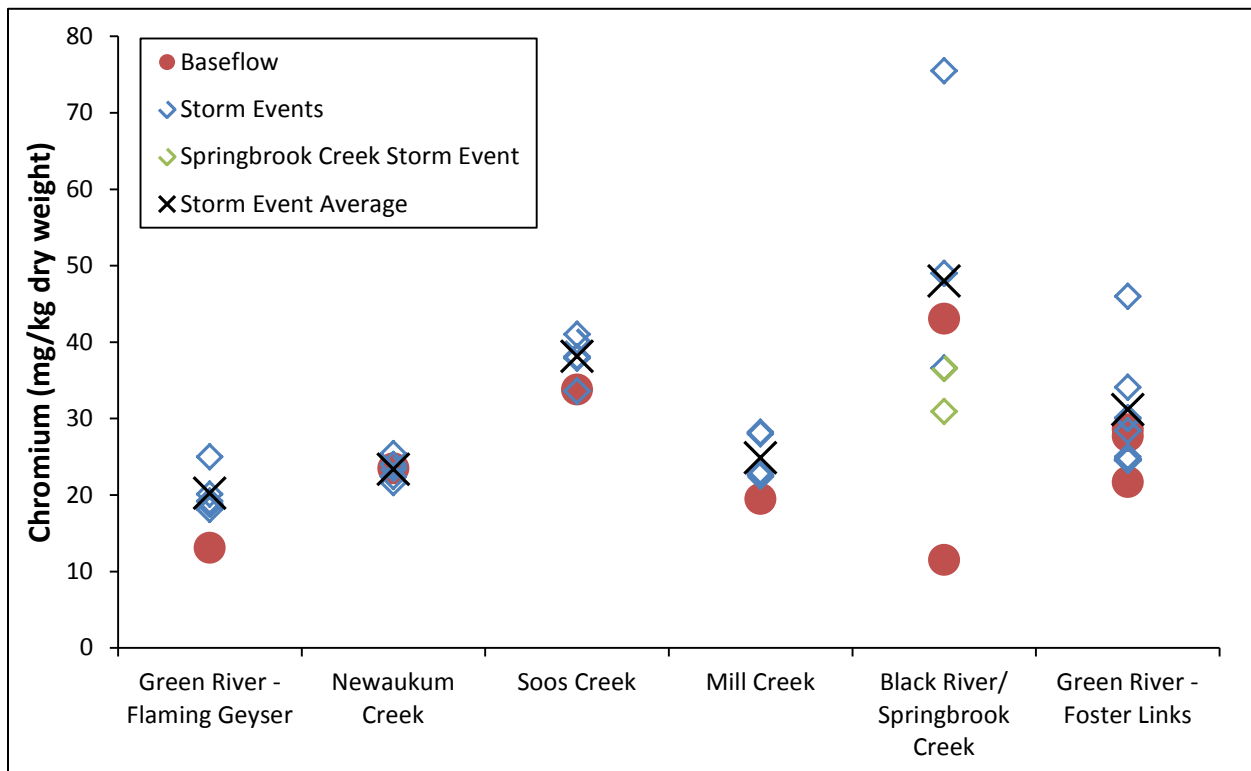 Chromium (mg/kg dry weight)
80
70
60
50
40
30
20
10
0
Baseflow
Storm Events
Springbrook Creek Storm Event
Storm Event Average
Green River -
Flaming Geyser
Newaukum
Creek
Soos Creek
Mill Creek
Black River/
Springbrook
Creek
Green River -
Foster Links